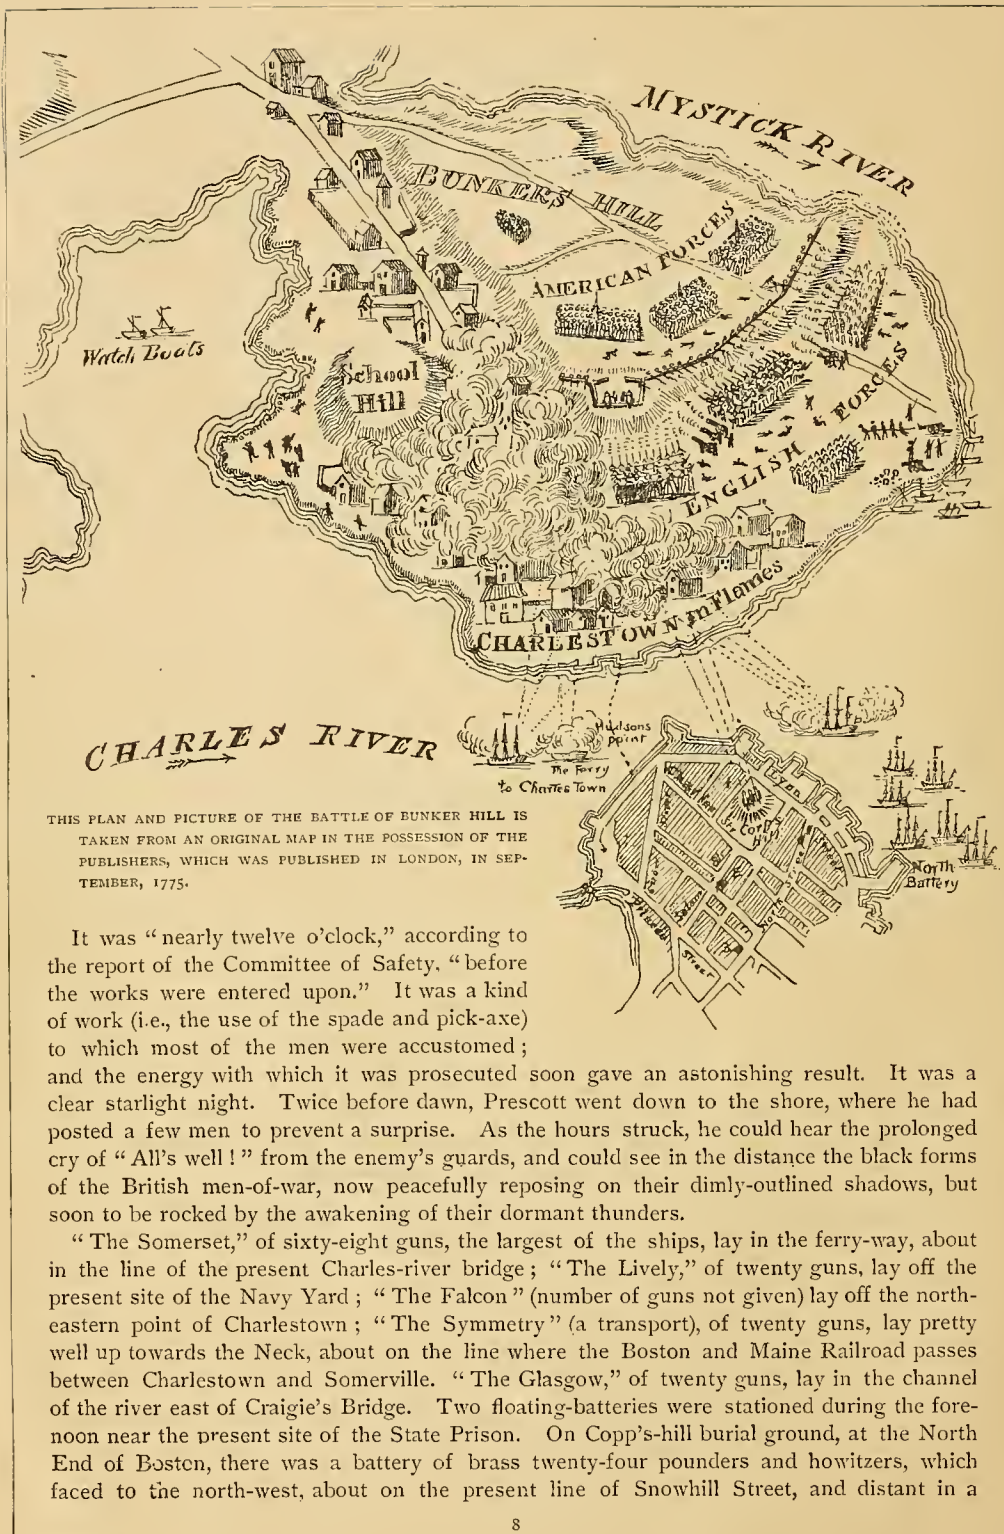 MYSTICK RIVER
BUNKERS HILL
AMERICAN FORCES
Watch Boats
School
Hill
ENGLISH FORCES
CHARLESTOWN in Flames
CHARLES RIVER
Hudsons
point
The Ferry
to Charles Town
Lynn
Corps
North
Battery
Prince
North
Street
THIS PLAN AND PICTURE OF THE BATTLE OF BUNKER HILL IS
TAKEN FROM AN ORIGINAL MAP IN THE POSSESSION OF THE
PUBLISHERS, WHICH WAS PUBLISHED IN LONDON, IN SEP-
TEMBER, 1775.
It was “nearly twelve o’clock,” according to
the report of the Committee of Safety, “before
the works were entered upon.” It was a kind
of work (i.e., the use of the spade and pick-axe)
to which most of the men were accustomed;
and the energy with which it was prosecuted soon gave an astonishing result. It was a
clear starlight night. Twice before dawn, Prescott went down to the shore, where he had
posted a few men to prevent a surprise. As the hours struck, he could hear the prolonged
cry of “All’s well!” from the enemy’s guards, and could see in the distance the black forms
of the British men-of-war, now peacefully reposing on their dimly-outlined shadows, but
soon to be rocked by the awakening of their dormant thunders.
“The Somerset,” of sixty-eight guns, the largest of the ships, lay in the ferry-way, about
in the line of the present Charles-river bridge; “The Lively,” of twenty guns, lay off the
present site of the Navy Yard; “The Falcon” (number of guns not given) lay off the north-
eastern point of Charlestown; “The Symmetry” (a transport), of twenty guns, lay pretty
well up towards the Neck, about on the line where the Boston and Maine Railroad passes
between Charlestown and Somerville. “The Glasgow,” of twenty guns, lay in the channel
of the river east of Craigie’s Bridge. Two floating-batteries were stationed during the fore-
noon near the present site of the State Prison. On Copp’s-hill burial ground, at the North
End of Boston, there was a battery of brass twenty-four pounders and howitzers, which
faced to the north-west, about on the present line of Snowhill Street, and distant in a
8